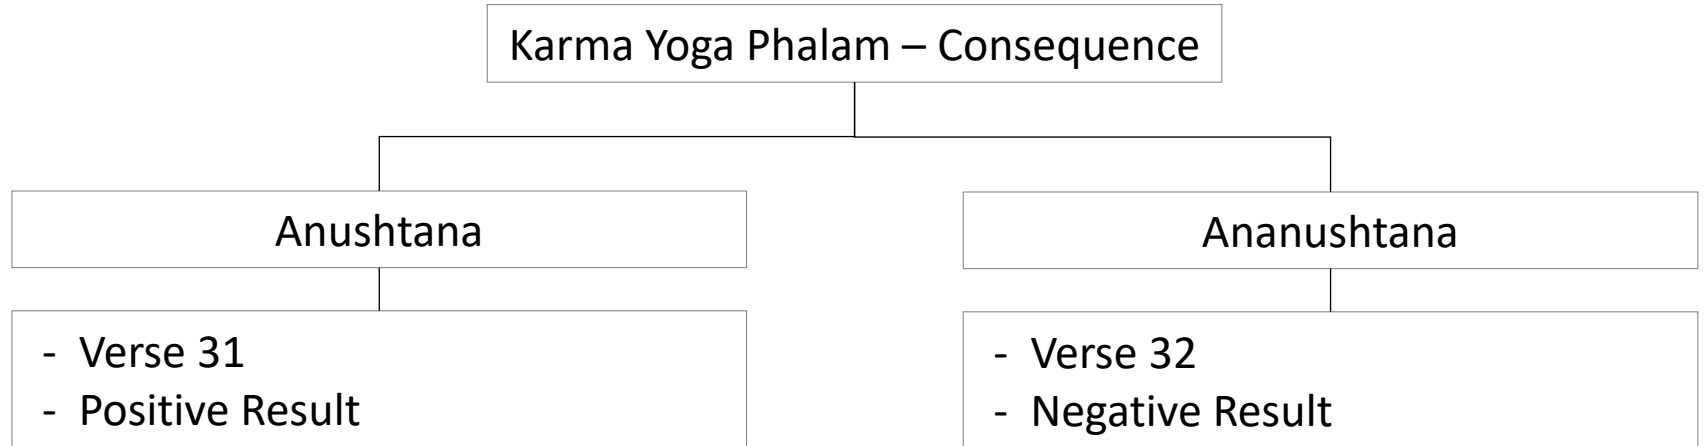 Karma Yoga Phalam – Consequence
Anushtana
- Verse 31
- Positive Result
Ananushtana
- Verse 32
- Negative Result